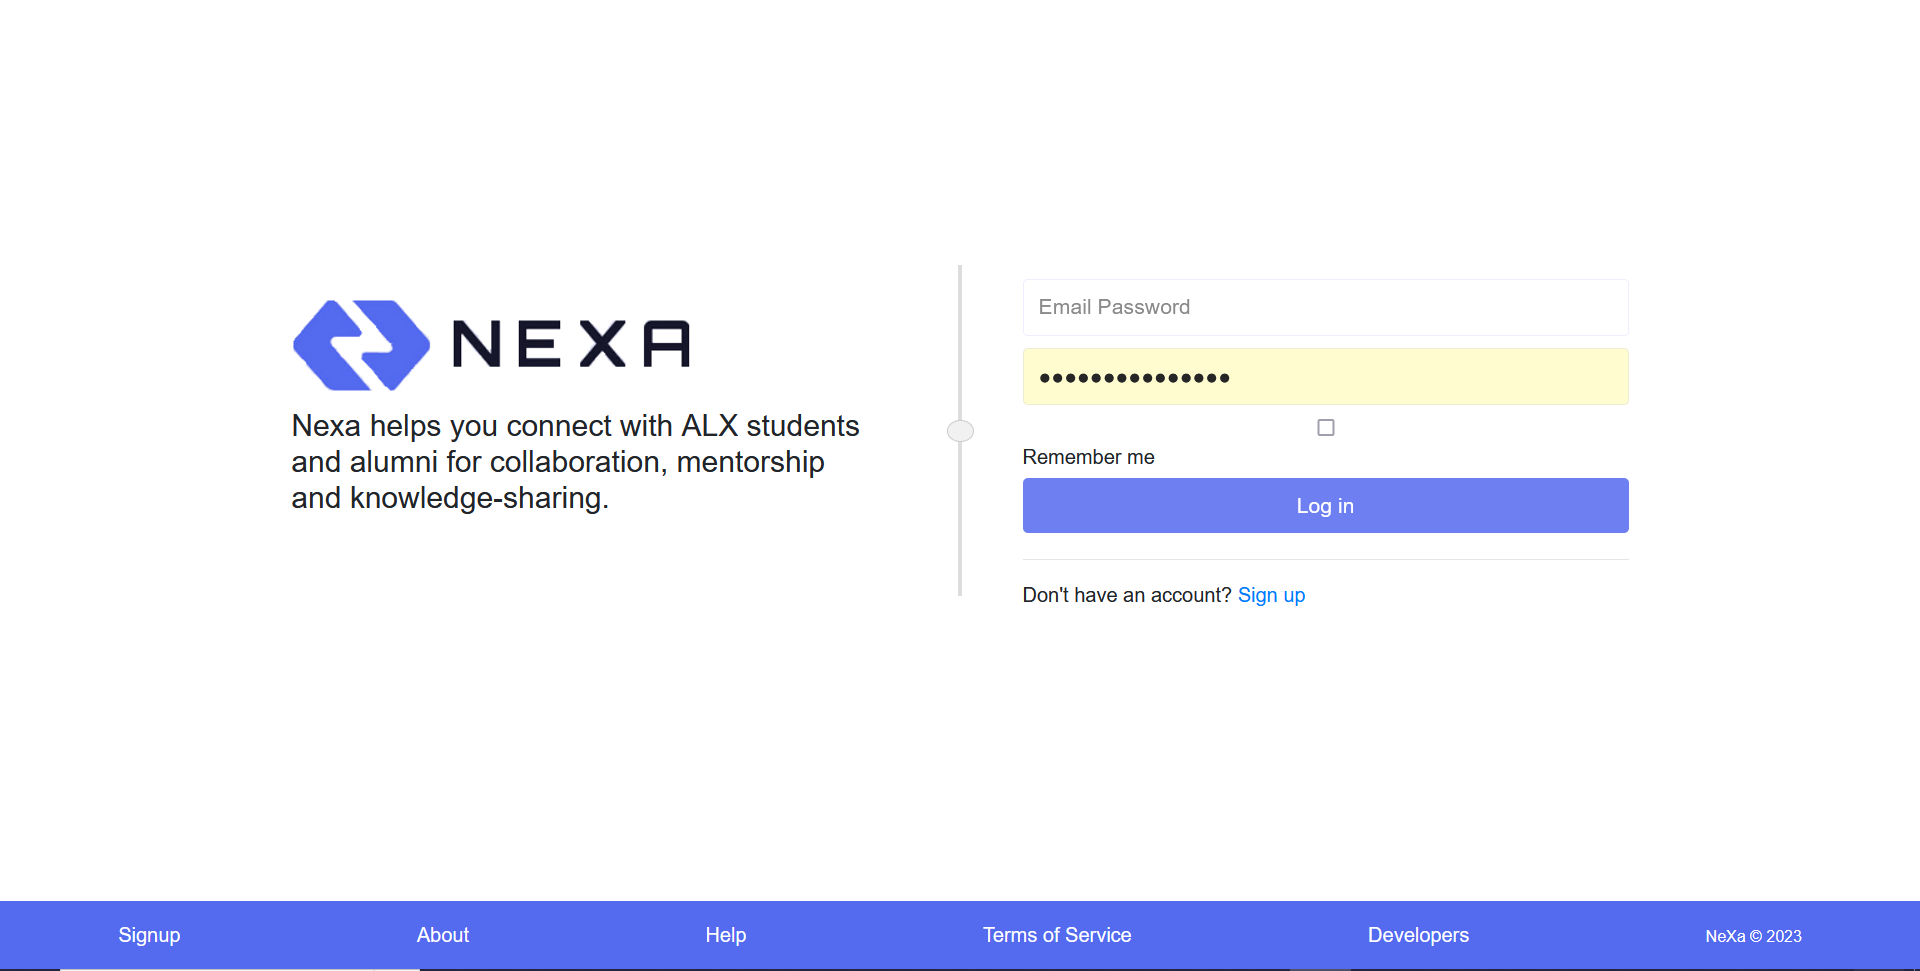 NEXA
Nexa helps you connect with ALX students
and alumni for collaboration, mentorship
and knowledge-sharing.
Email Password
●●●●●●●●●●●●●●●
Remember me
Log in
Don't have an account? Sign up
Signup About Help Terms of Service Developers NeXa © 2023